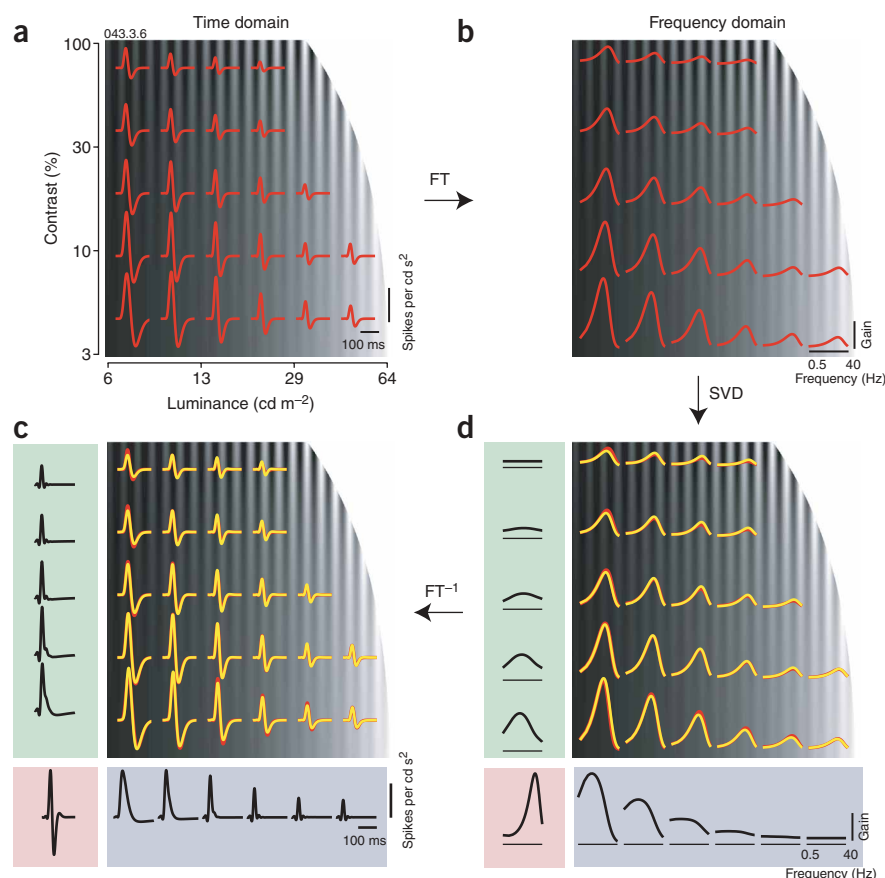 a
Time domain
043.3.6
100
30
10
3
Contrast (%)
6
13
29
64
Luminance (cd m⁻²)
Spikes per cd s²
100 ms
FT
b
Frequency domain
Gain
0.5
40
Frequency (Hz)
SVD
c
FT⁻¹
Spikes per cd s²
100 ms
d
Gain
0.5
40
Frequency (Hz)